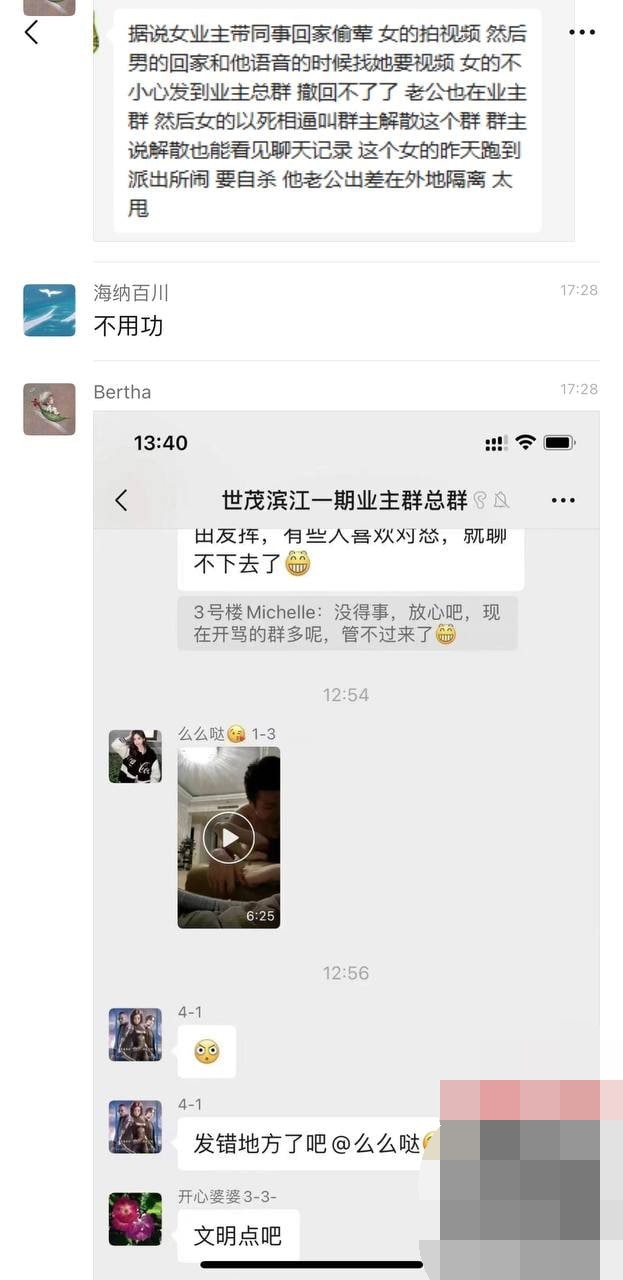 据说女业主带同事回家偷荤 女的拍视频 然后
男的回家和他语音的时候找她要视频 女的不
小心发到业主总群 撤回不了了 老公也在业主
群 然后女的以死相逼叫群主解散这个群 群主
说解散也能看见聊天记录 这个女的昨天跑到
派出所闹 要自杀 他老公出差在外地隔离 太
甩
海纳百川
17:28
不用功
Bertha
17:28
13:40
世茂滨江一期业主群总群
田发挥，有些人喜欢对怒，就聊
不下去了😁
3号楼Michelle：没得事，放心吧，现
在开骂的群多呢，管不过来了😁
12:54
么么哒😘 1-3
6:25
12:56
4-1
4-1
发错地方了吧@么么哒
开心婆婆3-3-
文明点吧